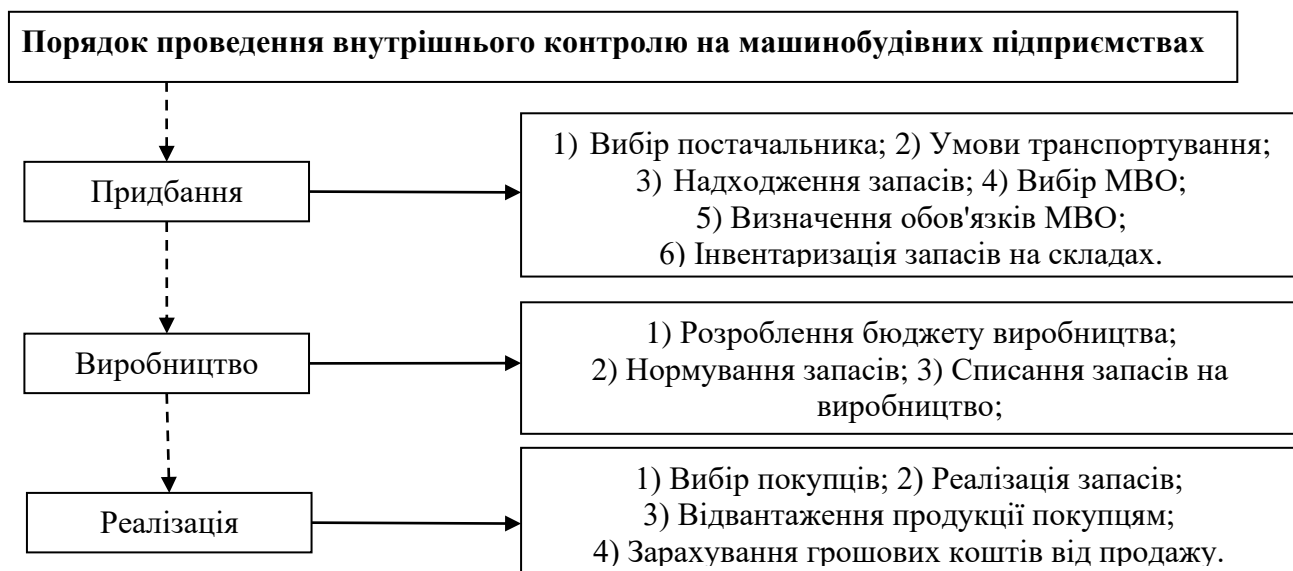 Порядок проведення внутрішнього контролю на машинобудівних підприємствах
Придбання
1) Вибір постачальника; 2) Умови транспортування;
3) Надходження запасів; 4) Вибір МВО;
5) Визначення обов'язків МВО;
6) Інвентаризація запасів на складах.
Виробництво
1) Розроблення бюджету виробництва;
2) Нормування запасів; 3) Списання запасів на
виробництво;
Реалізація
1) Вибір покупців; 2) Реалізація запасів;
3) Відвантаження продукції покупцям;
4) Зарахування грошових коштів від продажу.